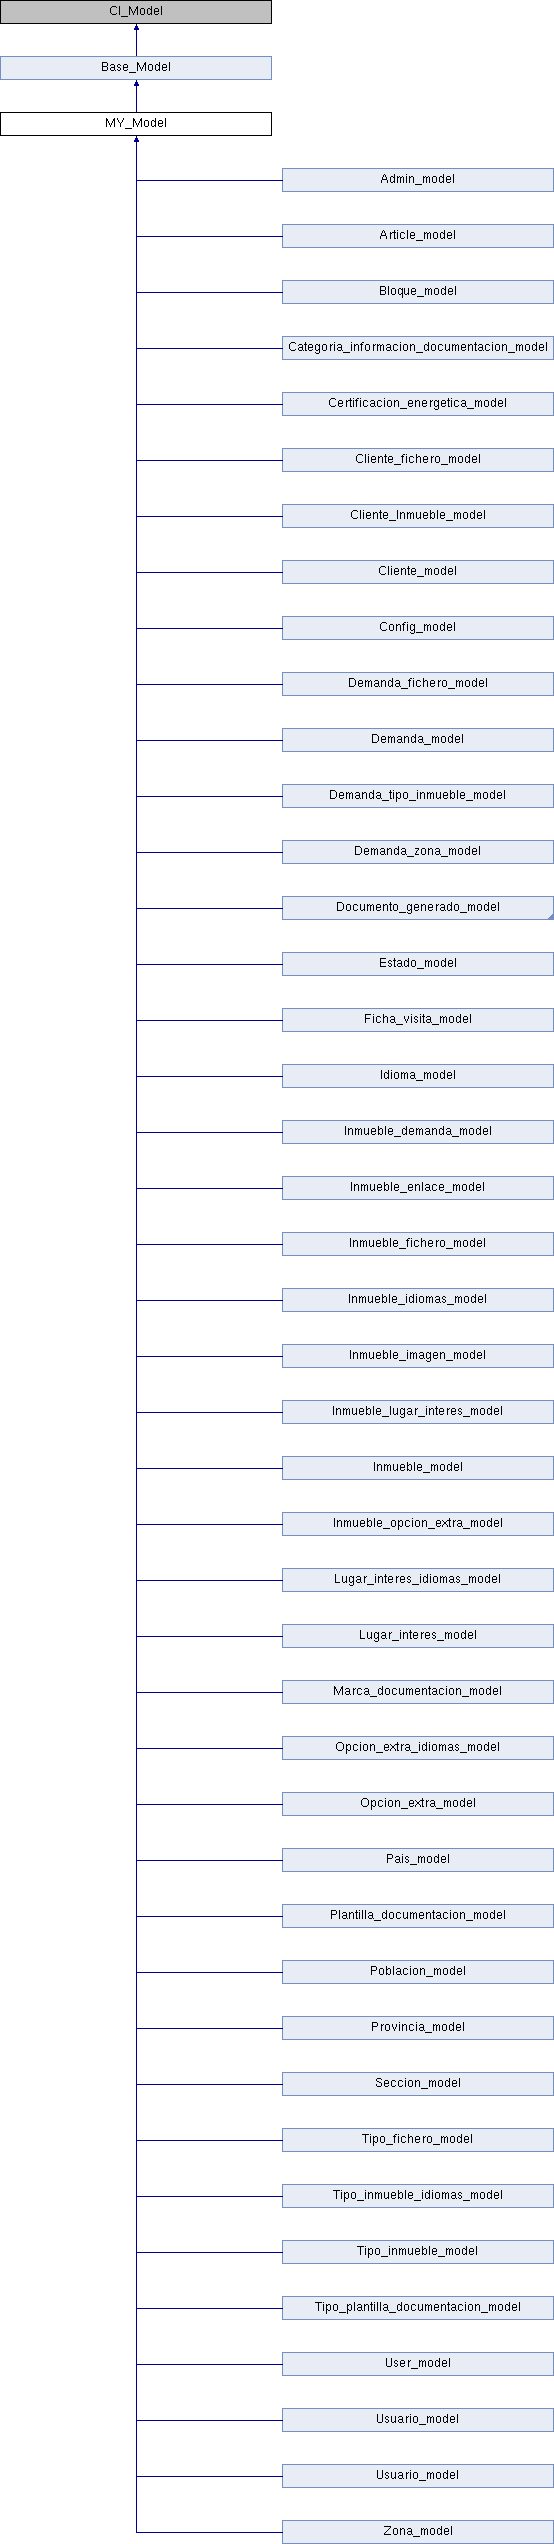 CI_Model
Base_Model
MY_Model
Admin_model
Article_model
Bloque_model
Categoria_informacion_documentacion_model
Certificacion_energetica_model
Cliente_fichero_model
Cliente_Inmueble_model
Cliente_model
Config_model
Demanda_fichero_model
Demanda_model
Demanda_tipo_inmueble_model
Demanda_zona_model
Documento_generado_model
Estado_model
Ficha_visita_model
Idioma_model
Inmueble_demanda_model
Inmueble_enlace_model
Inmueble_fichero_model
Inmueble_idiomas_model
Inmueble_imagen_model
Inmueble_lugar_interes_model
Inmueble_model
Inmueble_opcion_extra_model
Lugar_interes_idiomas_model
Lugar_interes_model
Marca_documentacion_model
Opcion_extra_idiomas_model
Opcion_extra_model
Pais_model
Plantilla_documentacion_model
Poblacion_model
Provincia_model
Seccion_model
Tipo_fichero_model
Tipo_inmueble_idiomas_model
Tipo_inmueble_model
Tipo_plantilla_documentacion_model
User_model
Usuario_model
Usuario_model
Zona_model